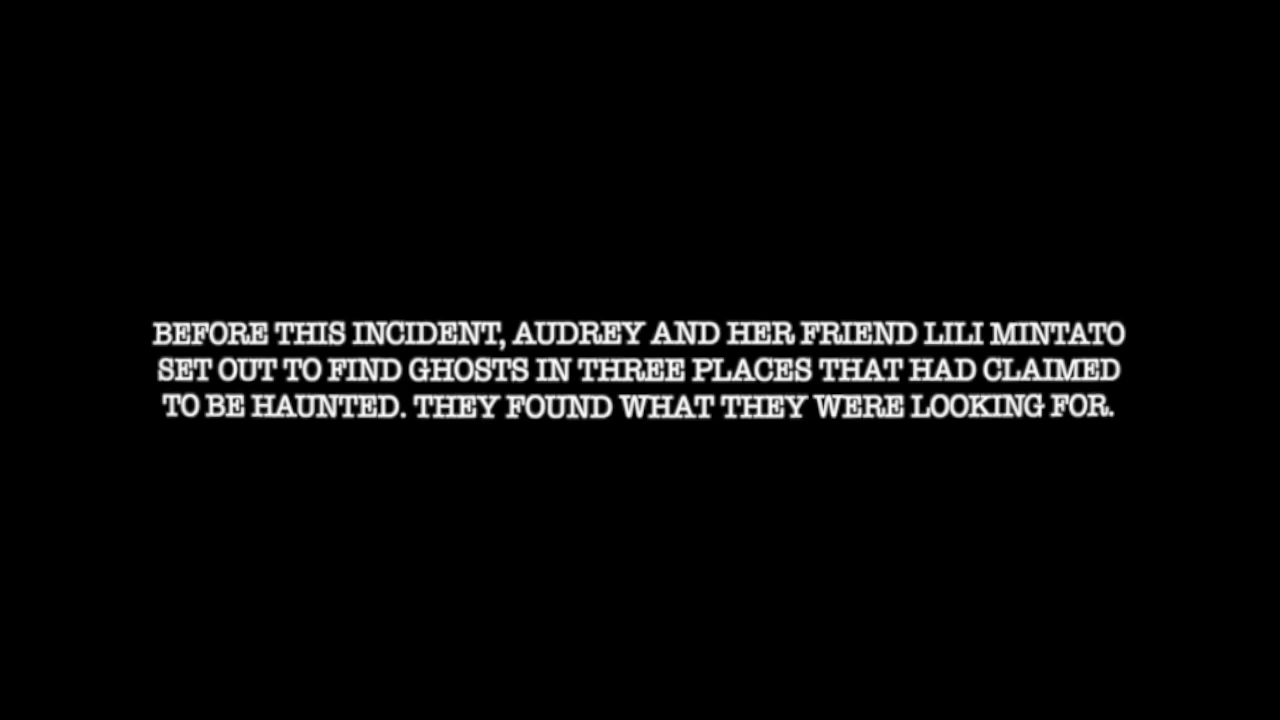 BEFORE THIS INCIDENT, AUDREY AND HER FRIEND LILI MINTATO
SET OUT TO FIND GHOSTS IN THREE PLACES THAT HAD CLAIMED
TO BE HAUNTED. THEY FOUND WHAT THEY WERE LOOKING FOR.